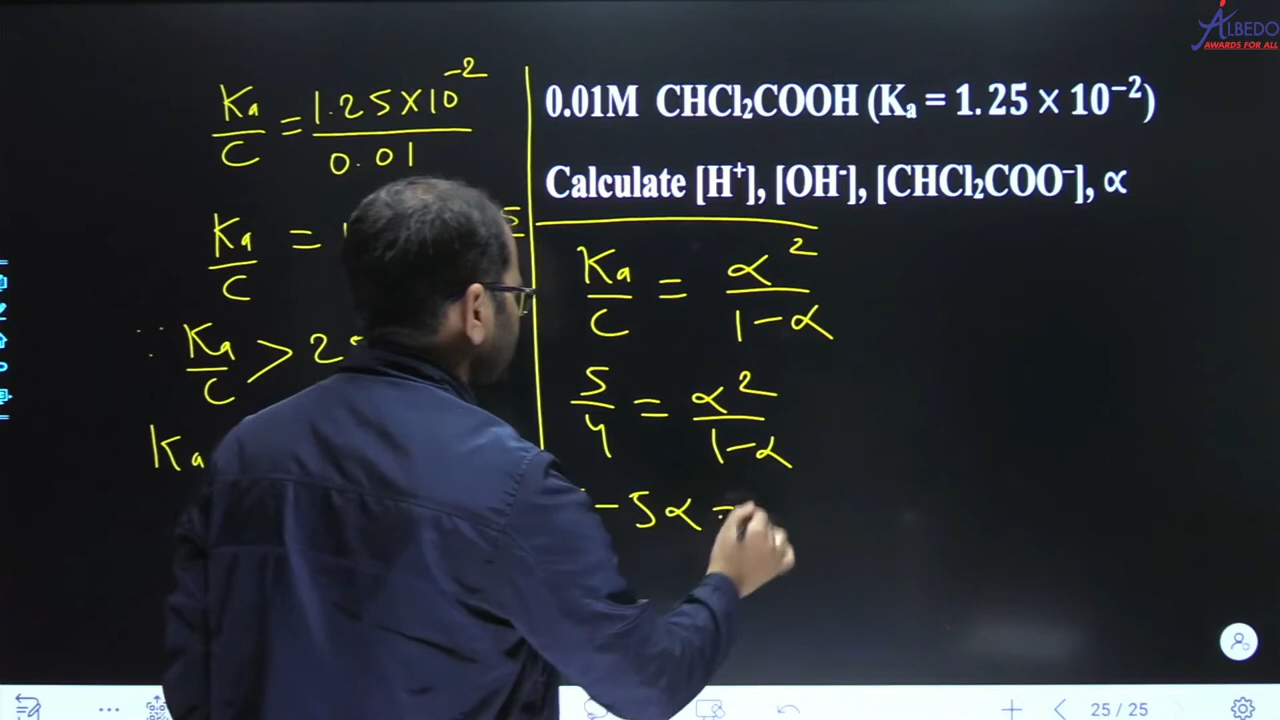 ALBEDO
AWARDS FOR ALL
Ka/C = 1.25×10⁻²/0.01
Ka/C =
5
∵ Ka/C > 2
Ka
0.01M CHCl₂COOH (Kₐ = 1.25 × 10⁻²)
Calculate [H⁺], [OH⁻], [CHCl₂COO⁻], ∝
Ka/C = α²/1-α
5/4 = α²/1-α
-5α =
25 / 25